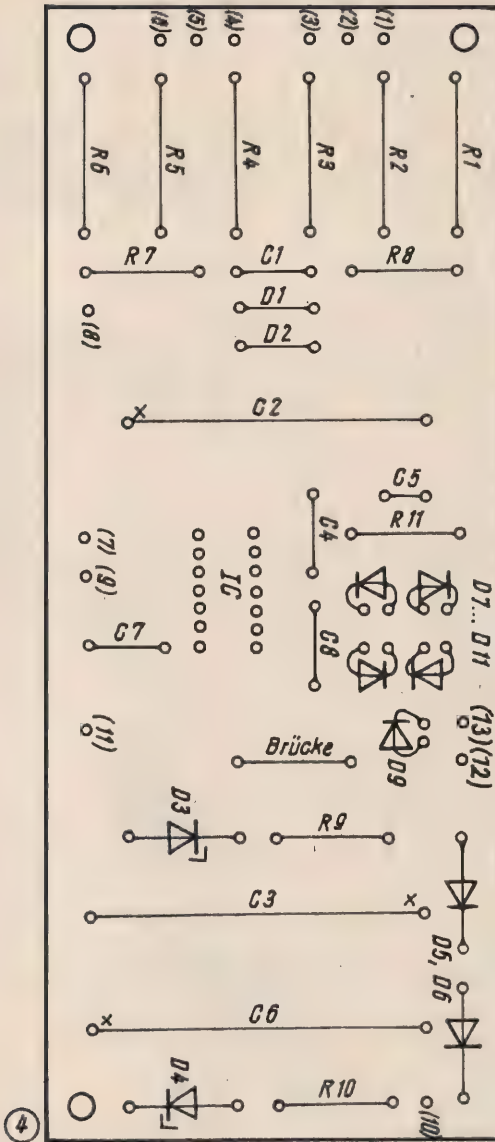 (6) (5) (4) (3) (2) (1)
R6 R5 R4 R3 R2 R1
R7 C1 R8
D1
(8)
D2
x C2
C5
C4 R11
(7) (9) IC
D7... D11
C7 C8
(11) (13)(12)
Brücke D9
D3 R9
C3 x
D5, D6
x C6
D4 R10 (10)
4